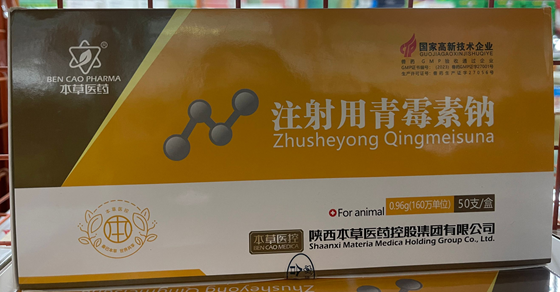 BEN CAO PHARMA
本草医药
国家高新技术企业
GUOJIAGAOXINJISHUQIYE
注射用青霉素钠
Zhusheyong Qingmeisuna
For animal
0.96g(160万单位)
50支/盒
本草医控
BEN CAO MEDICA
陕西本草医药控股集团有限公司
Shaanxi Materia Medica Holding Group Co., Ltd.